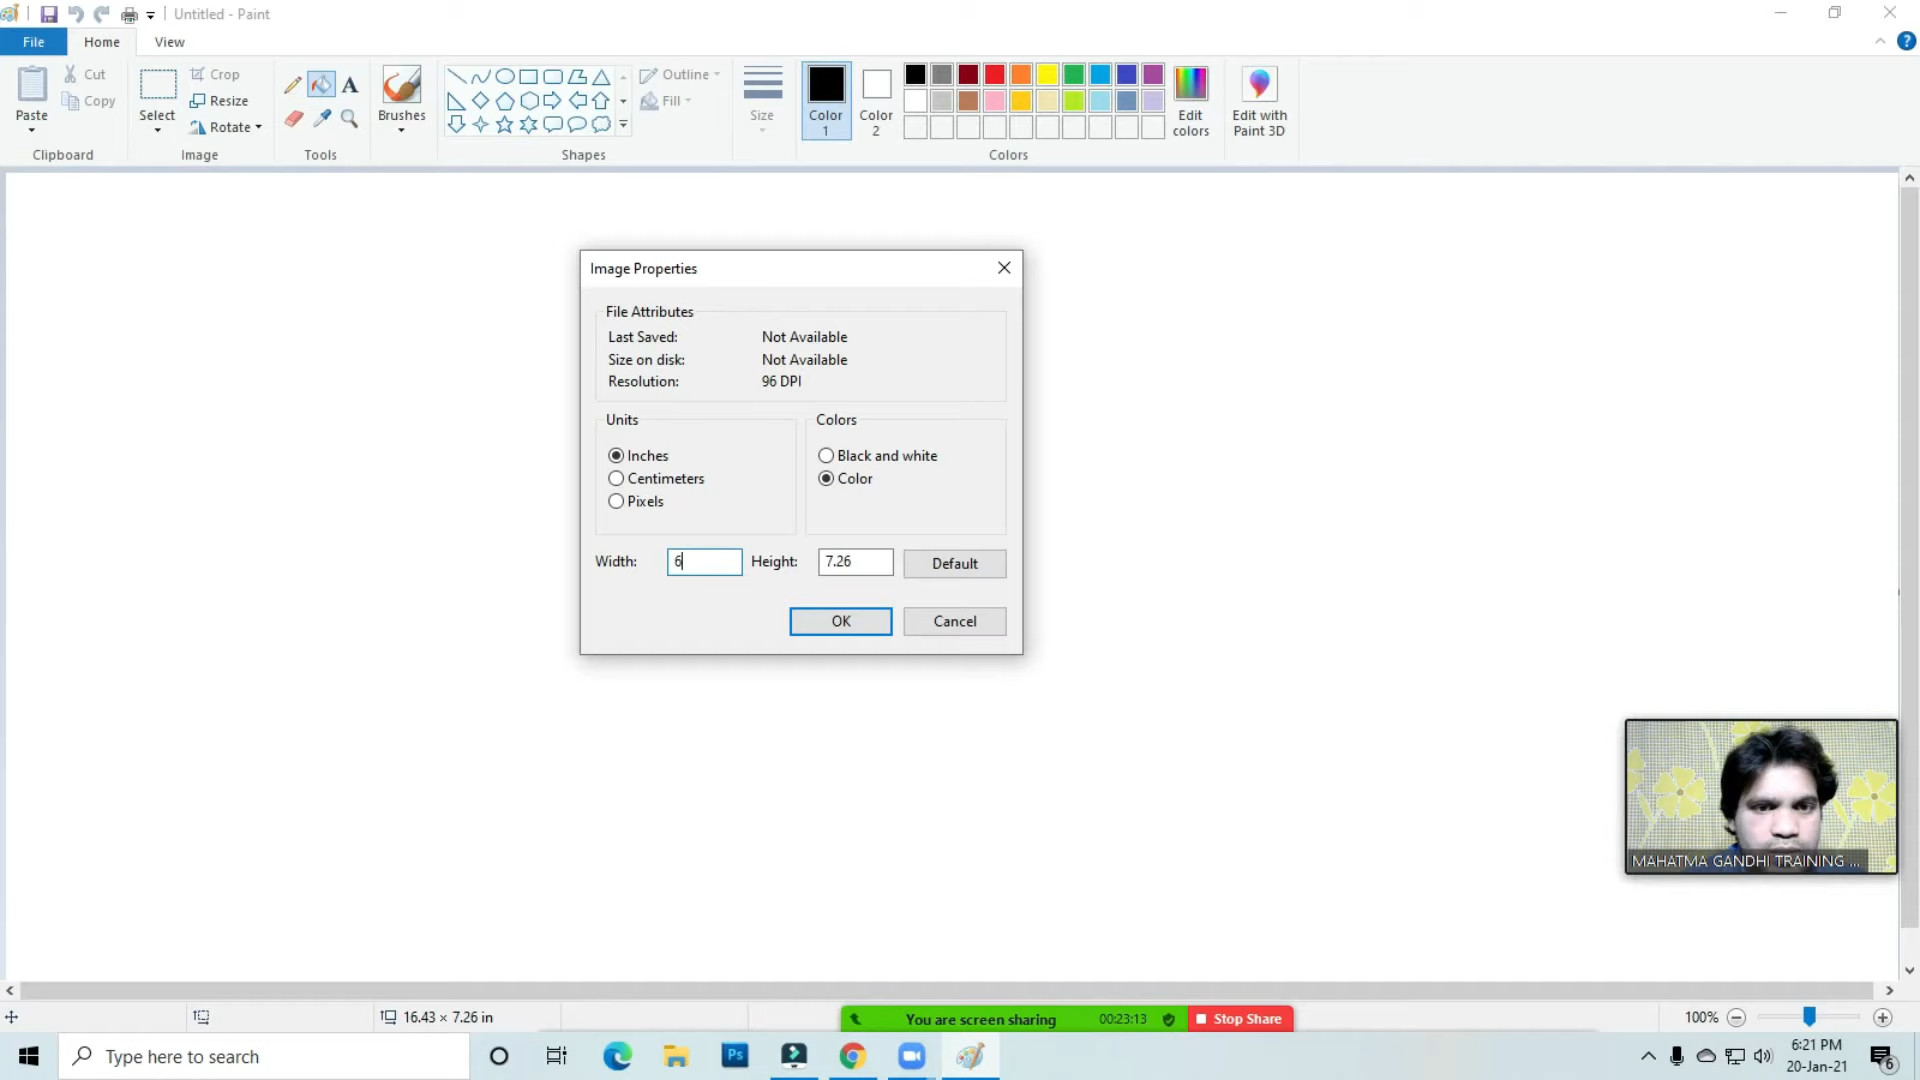 Untitled - Paint
File
Home
View
Paste
Cut
Copy
Clipboard
Select
Crop
Resize
Rotate
Image
A
Tools
Brushes
Shapes
Outline
Fill
Size
Color 1
Color 2
Colors
Edit colors
Edit with Paint 3D
Image Properties
File Attributes
Last Saved: Not Available
Size on disk: Not Available
Resolution: 96 DPI
Units
Inches
Centimeters
Pixels
Colors
Black and white
Color
Width: 6
Height: 7.26
Default
OK
Cancel
MAHATMA GANDHI TRAINING ...
16.43 × 7.26 in
You are screen sharing
00:23:13
Stop Share
100%
Type here to search
Ps
6:21 PM
20-Jan-21
6